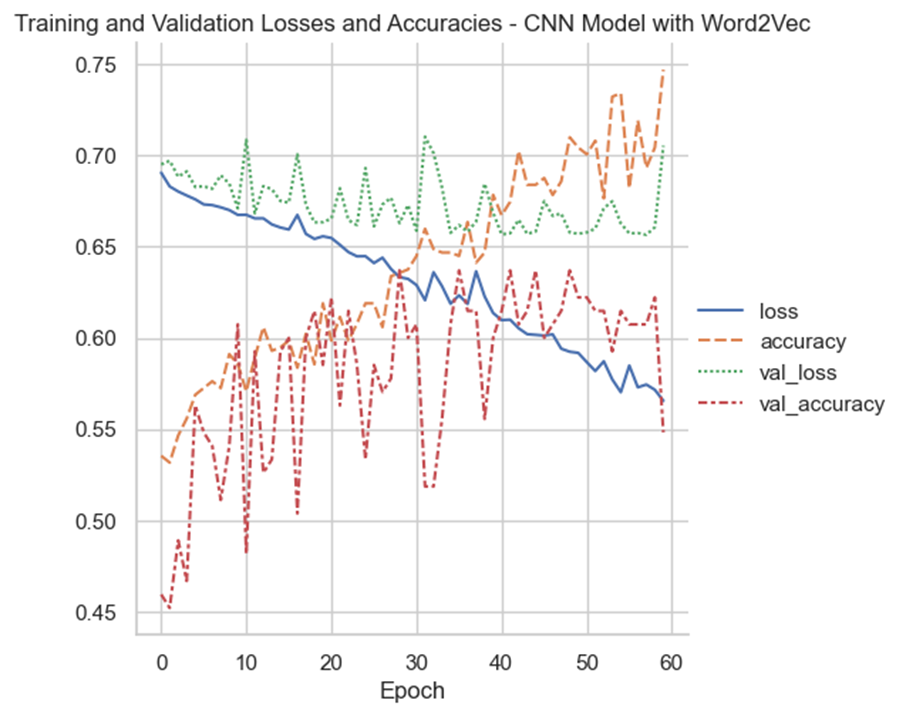 Training and Validation Losses and Accuracies - CNN Model with Word2Vec
0.75
0.70
0.65
0.60
0.55
0.50
0.45
0 10 20 30 40 50 60
Epoch
loss
accuracy
val_loss
val_accuracy